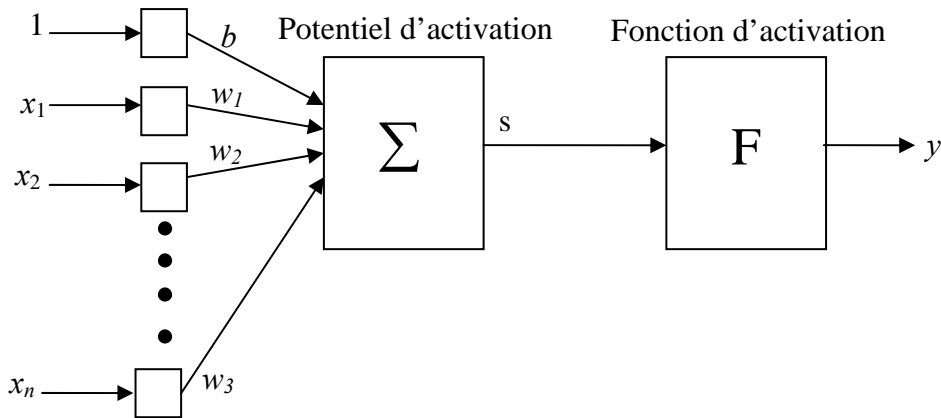 1
b
Potentiel d'activation
Fonction d'activation
x1
w1
x2
w2
Σ
s
F
y
xn
w3